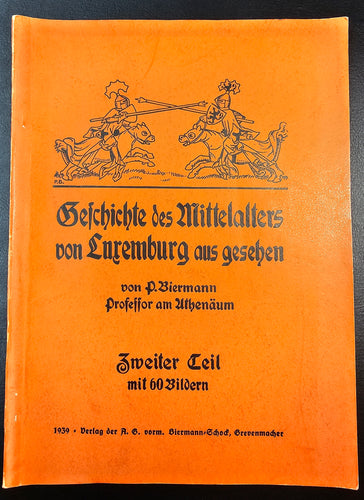 P.B.
Geschichte des Mittelalters
von Luxemburg aus gesehen
von P. Biermann
Professor am Athenäum
Zweiter Teil
mit 60 Bildern
1939 • Verlag der A. G. vorm. Biermann-Schock, Grevenmacher